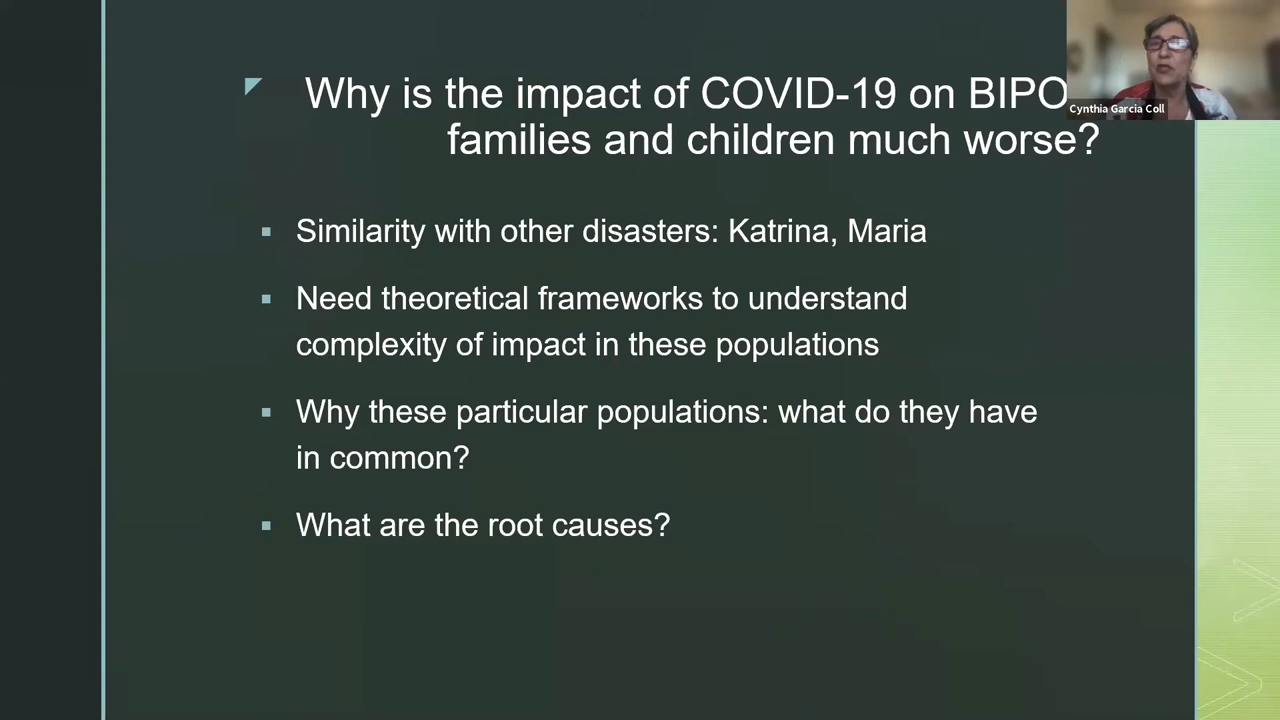 Why is the impact of COVID-19 on BIPO
families and children much worse?
Cynthia Garcia Coll
▪ Similarity with other disasters: Katrina, Maria
▪ Need theoretical frameworks to understand
complexity of impact in these populations
▪ Why these particular populations: what do they have
in common?
▪ What are the root causes?